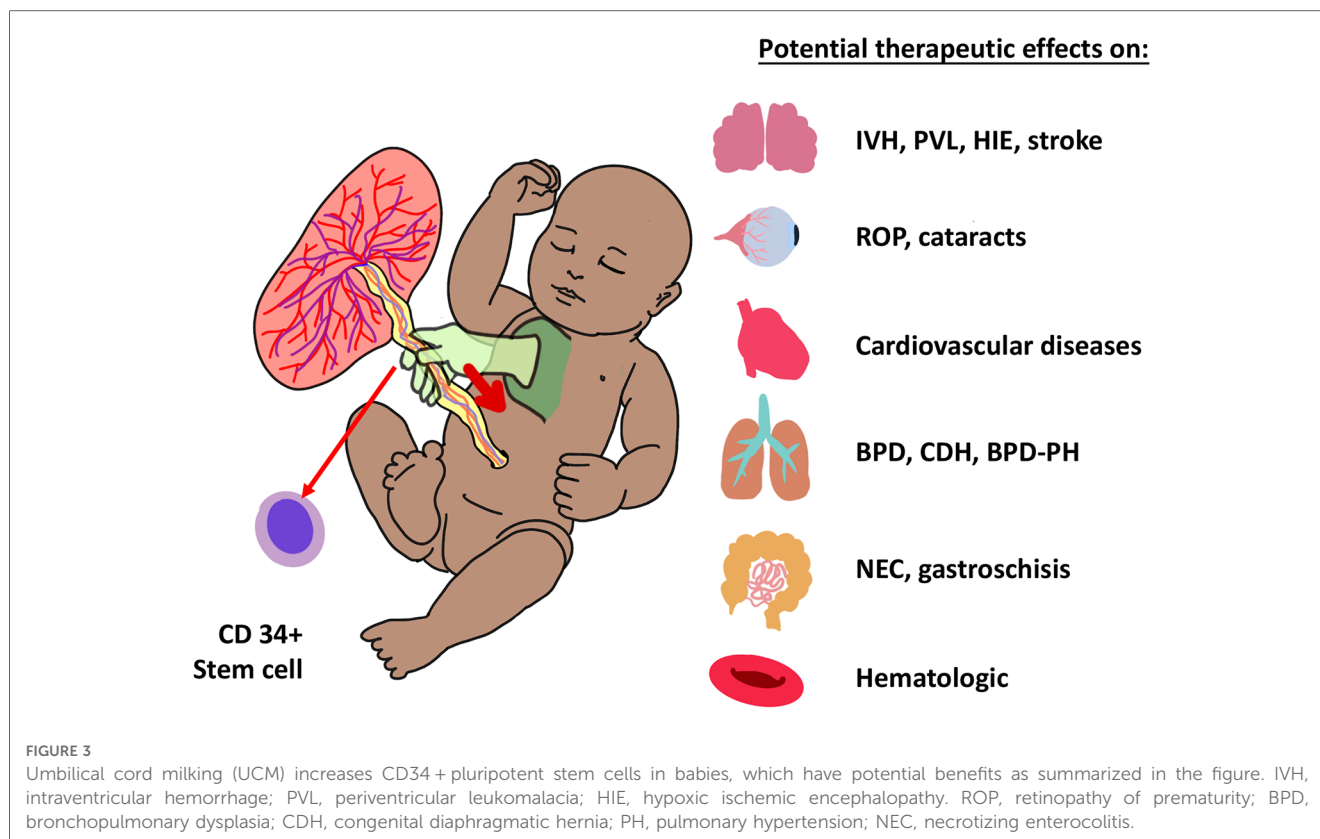 Potential therapeutic effects on:
IVH, PVL, HIE, stroke
ROP, cataracts
Cardiovascular diseases
BPD, CDH, BPD-PH
NEC, gastroschisis
Hematologic
CD 34+
Stem cell
FIGURE 3
Umbilical cord milking (UCM) increases CD34 + pluripotent stem cells in babies, which have potential benefits as summarized in the figure. IVH,
intraventricular hemorrhage; PVL, periventricular leukomalacia; HIE, hypoxic ischemic encephalopathy. ROP, retinopathy of prematurity; BPD,
bronchopulmonary dysplasia; CDH, congenital diaphragmatic hernia; PH, pulmonary hypertension; NEC, necrotizing enterocolitis.